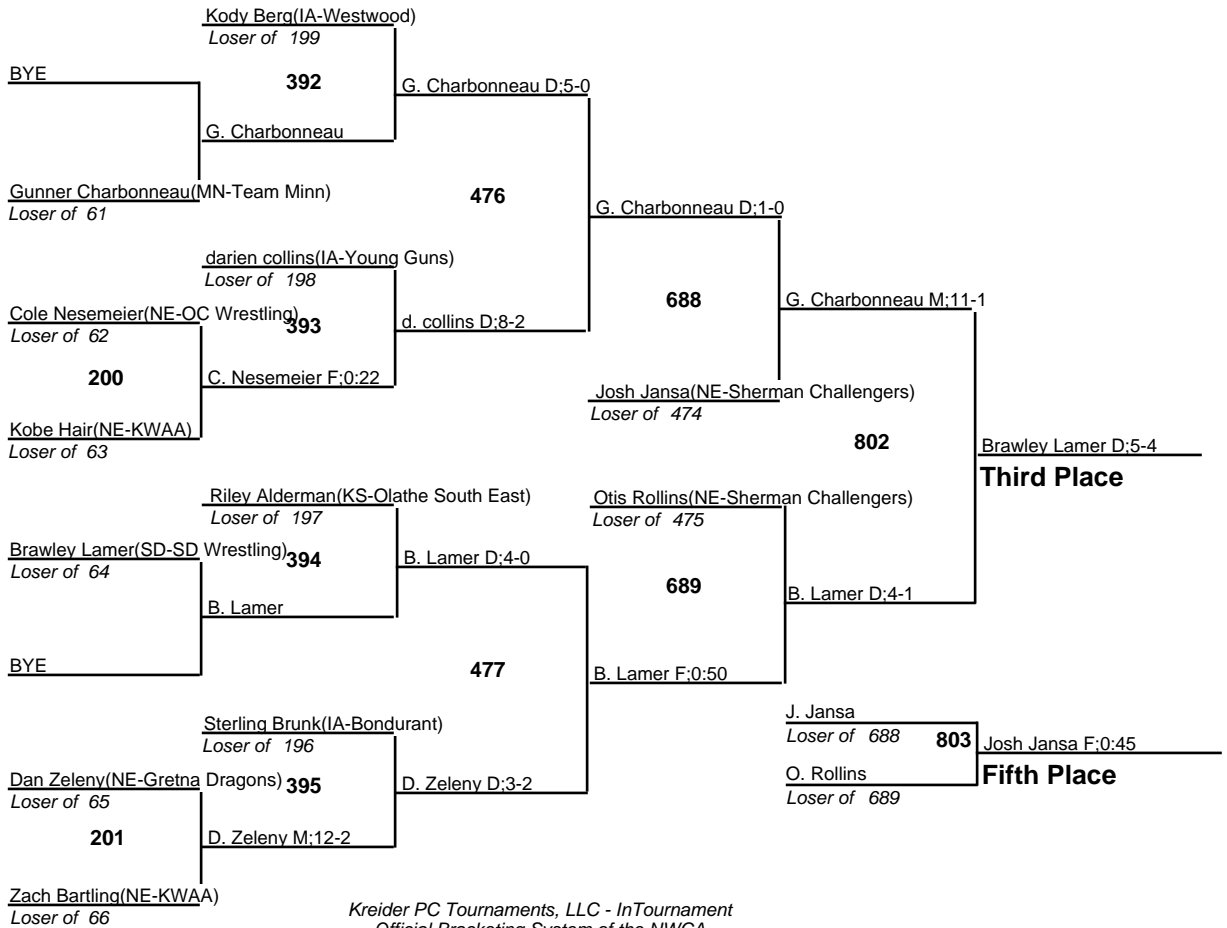 Kody Berg(IA-Westwood)
Loser of 199
BYE
392
G. Charbonneau D;5-0
G. Charbonneau
Gunner Charbonneau(MN-Team Minn)
Loser of 61
476
G. Charbonneau D;1-0
darien collins(IA-Young Guns)
Loser of 198
688
G. Charbonneau M;11-1
Cole Nesemeier(NE-OC Wrestling)
Loser of 62
393
d. collins D;8-2
200
C. Nesemeier F;0:22
Josh Jansa(NE-Sherman Challengers)
Loser of 474
Kobe Hair(NE-KWAA)
Loser of 63
802
Brawley Lamer D;5-4
Third Place
Riley Alderman(KS-Olathe South East)
Loser of 197
Otis Rollins(NE-Sherman Challengers)
Loser of 475
Brawley Lamer(SD-SD Wrestling)
Loser of 64
394
B. Lamer D;4-0
689
B. Lamer
B. Lamer D;4-1
BYE
477
B. Lamer F;0:50
Sterling Brunk(IA-Bondurant)
Loser of 196
J. Jansa
Loser of 688
803
Josh Jansa F;0:45
Fifth Place
Dan Zeleny(NE-Gretna Dragons)
Loser of 65
395
D. Zeleny D;3-2
O. Rollins
Loser of 689
201
D. Zeleny M;12-2
Zach Bartling(NE-KWAA)
Loser of 66
Kreider PC Tournaments, LLC - InTournament
Official Bracketing System of the NWCA